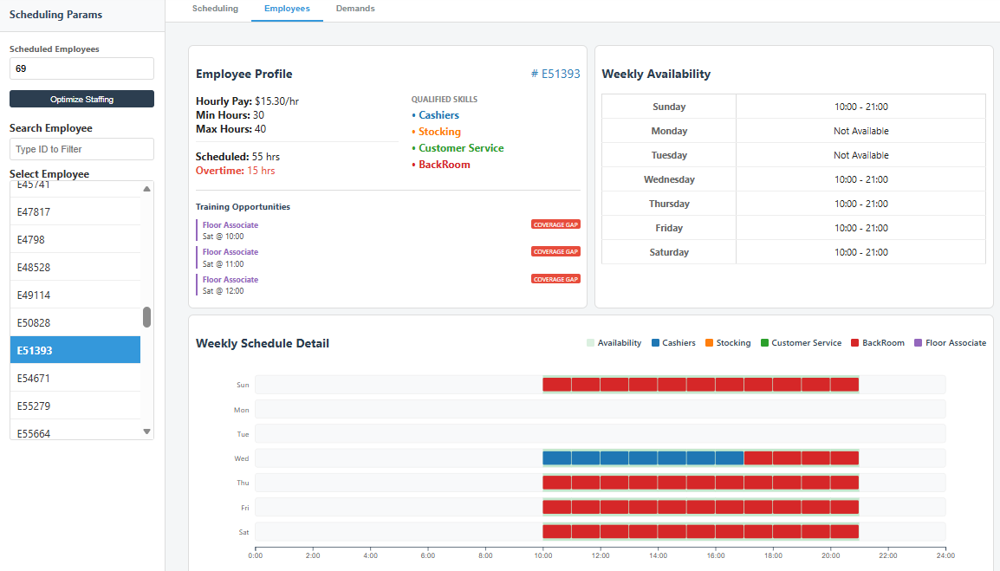 Scheduling Params
Scheduled Employees
69
Optimize Staffing
Search Employee
Type ID to Filter
Select Employee
E45741
E47817
E4798
E48528
E49114
E50828
E51393
E54671
E55279
E55664
Scheduling Employees Demands
Employee Profile # E51393
Hourly Pay: $15.30/hr
Min Hours: 30
Max Hours: 40
Scheduled: 55 hrs
Overtime: 15 hrs
QUALIFIED SKILLS
• Cashiers
• Stocking
• Customer Service
• BackRoom
Training Opportunities
Floor Associate COVERAGE GAP
Sat @ 10:00
Floor Associate COVERAGE GAP
Sat @ 11:00
Floor Associate COVERAGE GAP
Sat @ 12:00
Weekly Availability
Sunday 10:00 - 21:00
Monday Not Available
Tuesday Not Available
Wednesday 10:00 - 21:00
Thursday 10:00 - 21:00
Friday 10:00 - 21:00
Saturday 10:00 - 21:00
Weekly Schedule Detail
Availability Cashiers Stocking Customer Service BackRoom Floor Associate
Sun
Mon
Tue
Wed
Thu
Fri
Sat
0:00 2:00 4:00 6:00 8:00 10:00 12:00 14:00 16:00 18:00 20:00 22:00 24:00